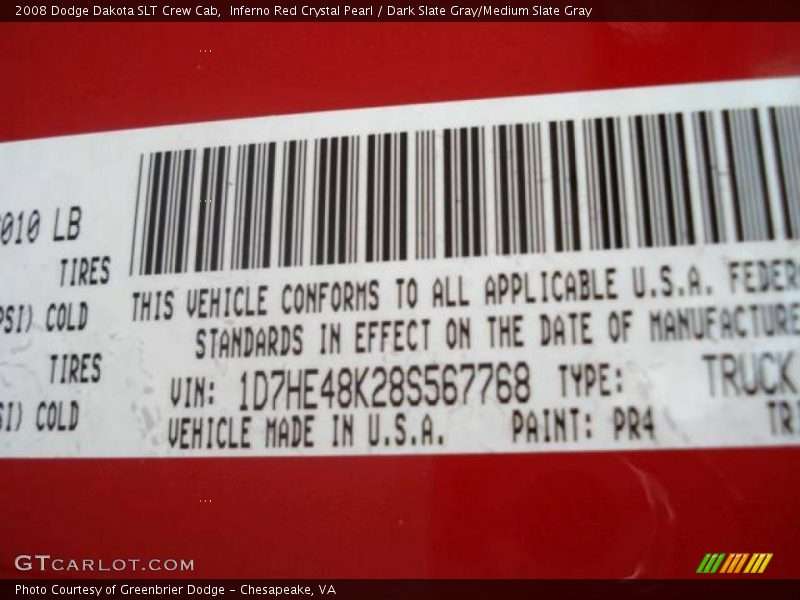 2008 Dodge Dakota SLT Crew Cab,  Inferno Red Crystal Pearl / Dark Slate Gray/Medium Slate Gray
010 LB
TIRES
PSI) COLD
TIRES
SI) COLD
THIS VEHICLE CONFORMS TO ALL APPLICABLE U.S.A. FEDER
STANDARDS IN EFFECT ON THE DATE OF MANUFACTURE
VIN: 1D7HE48K28S567768 TYPE: TRUCK
VEHICLE MADE IN U.S.A. PAINT: PR4 TR
GTCARLOT.COM
Photo Courtesy of Greenbrier Dodge - Chesapeake, VA